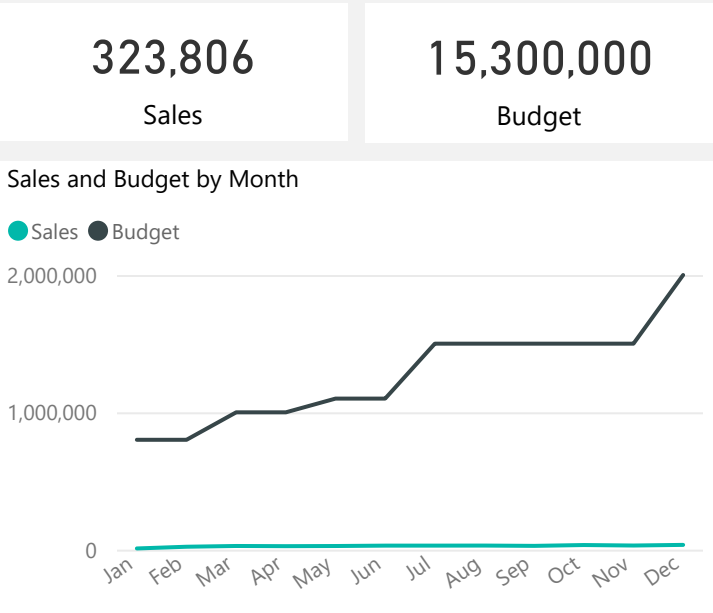 323,806
Sales
15,300,000
Budget
Sales and Budget by Month
Sales Budget
2,000,000
1,000,000
0
Jan Feb Mar Apr May Jun Jul Aug Sep Oct Nov Dec